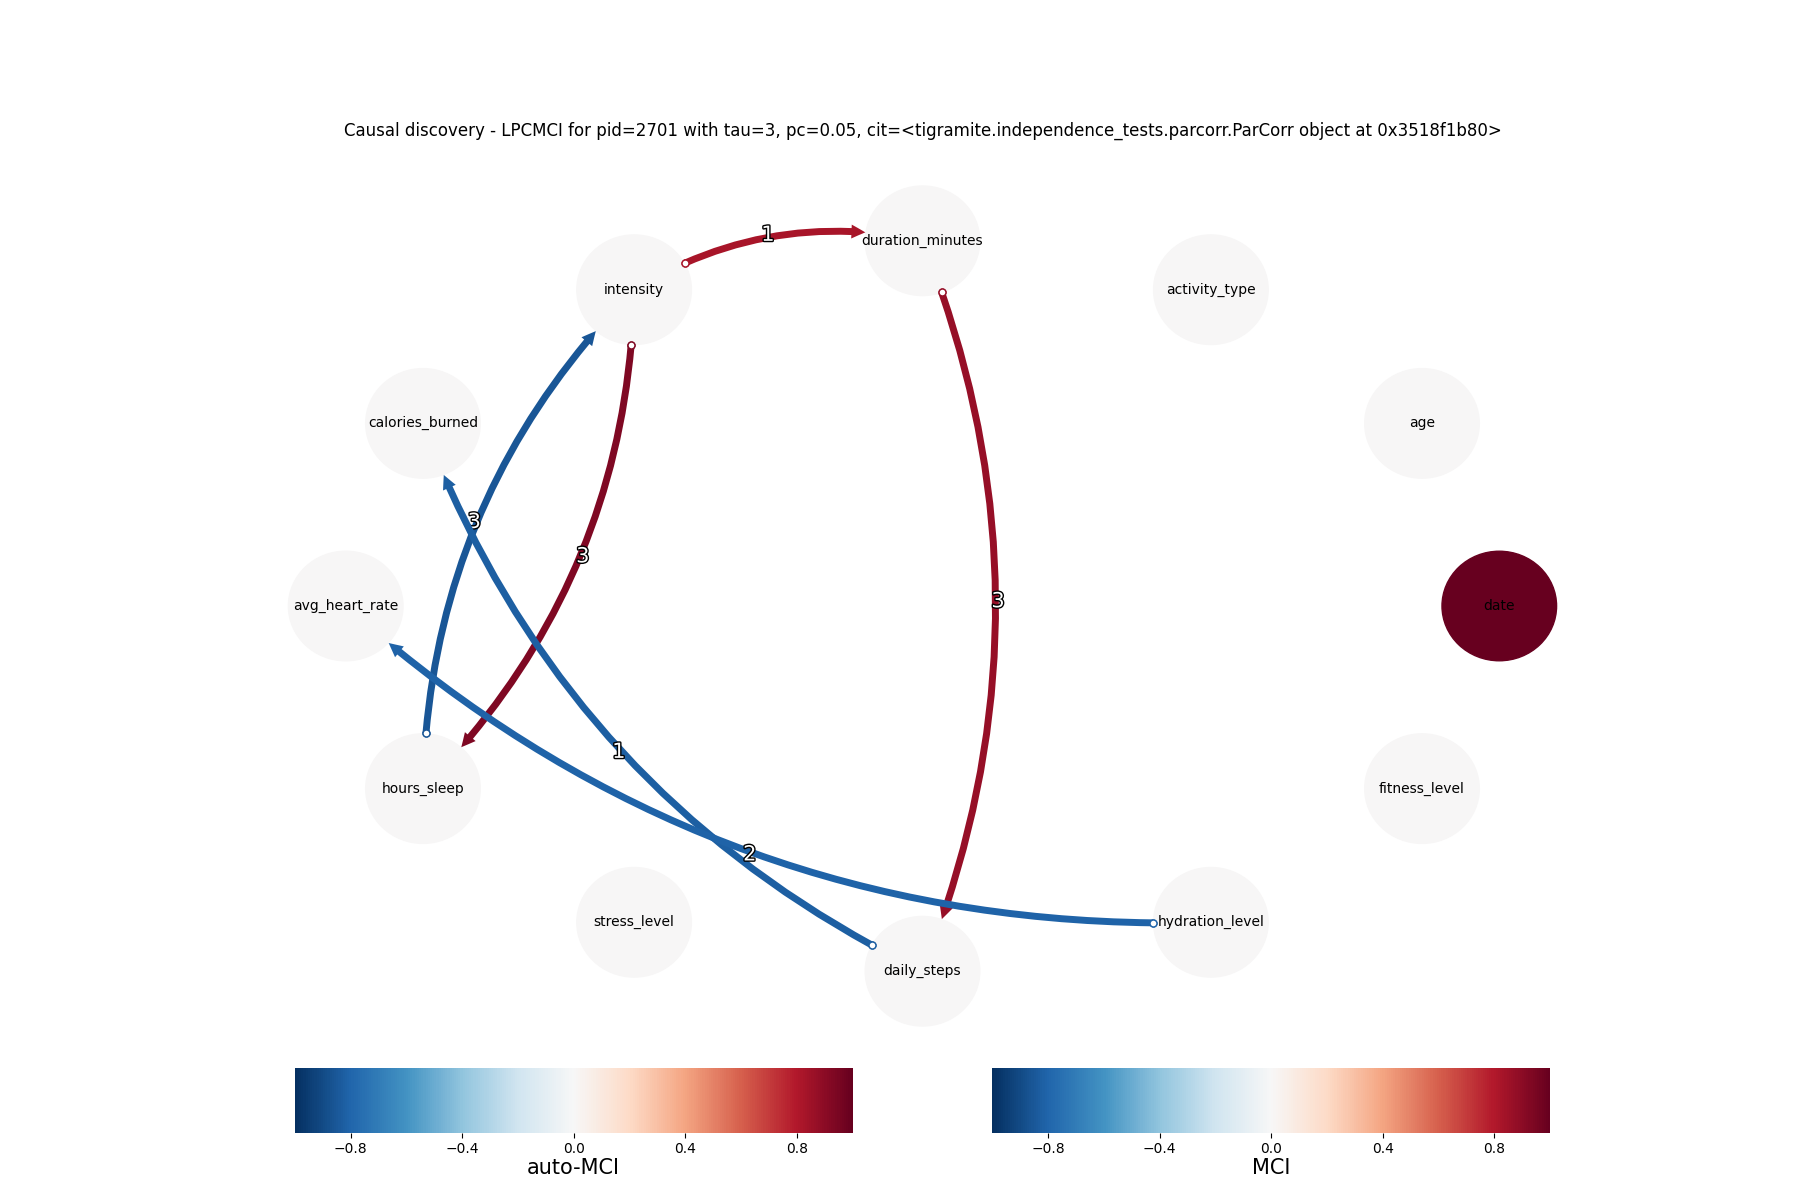 Causal discovery - LPCMCI for pid=2701 with tau=3, pc=0.05, cit=<tigramite.independence_tests.parcorr.ParCorr object at 0x3518f1b80>
1
duration_minutes
intensity
activity_type
calories_burned
age
3
3
3
avg_heart_rate
date
1
hours_sleep
fitness_level
2
stress_level
hydration_level
daily_steps
−0.8 −0.4 0.0 0.4 0.8
auto-MCI
−0.8 −0.4 0.0 0.4 0.8
MCI